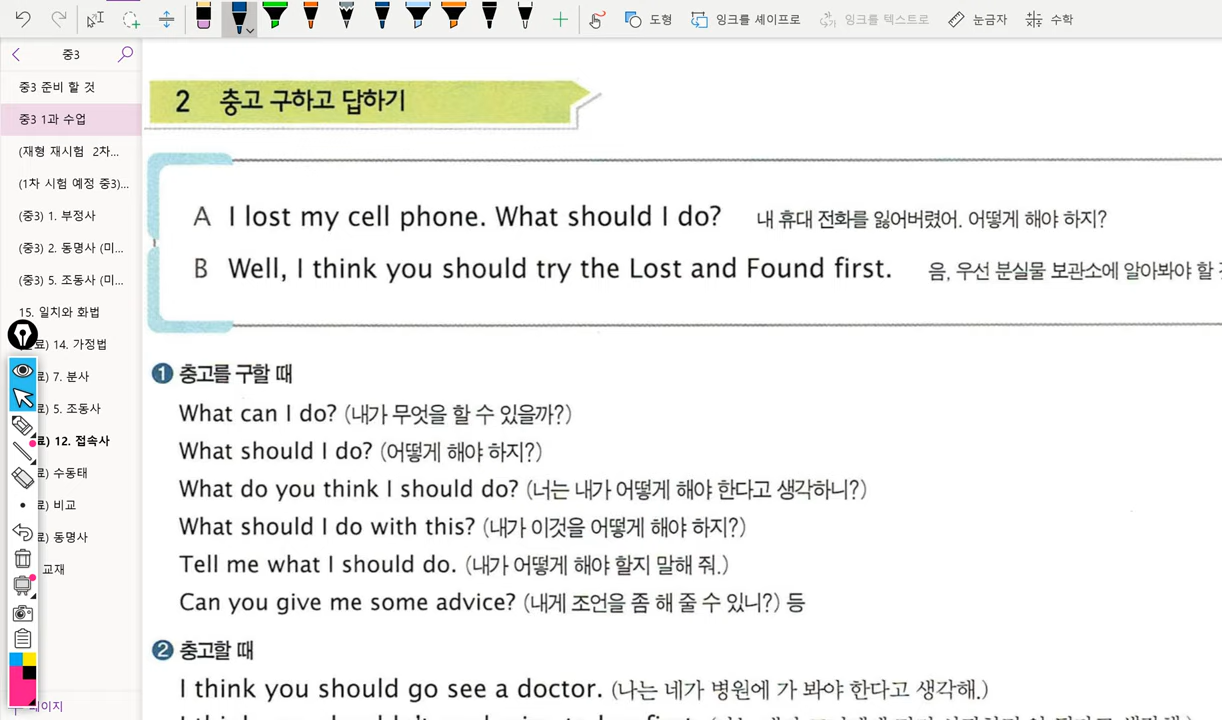 도형
잉크를 셰이프로
잉크를 텍스트로
눈금자
수학
중3
중3 준비 할 것
중3 1과 수업
(재형 재시험 2차...
(1차 시험 예정 중3)...
(중3) 1. 부정사
(중3) 2. 동명사 (미...
(중3) 5. 조동사 (미...
15. 일치와 화법
료) 14. 가정법
료) 7. 분사
료) 5. 조동사
료) 12. 접속사
료) 수동태
료) 비교
료) 동명사
교재
페이지
2 충고 구하고 답하기
A I lost my cell phone. What should I do? 내 휴대 전화를 잃어버렸어. 어떻게 해야 하지?
B Well, I think you should try the Lost and Found first. 음, 우선 분실물 보관소에 알아봐야 할
1 충고를 구할 때
What can I do? (내가 무엇을 할 수 있을까?)
What should I do? (어떻게 해야 하지?)
What do you think I should do? (너는 내가 어떻게 해야 한다고 생각하니?)
What should I do with this? (내가 이것을 어떻게 해야 하지?)
Tell me what I should do. (내가 어떻게 해야 할지 말해 줘.)
Can you give me some advice? (내게 조언을 좀 해 줄 수 있니?) 등
2 충고할 때
I think you should go see a doctor. (나는 네가 병원에 가 봐야 한다고 생각해.)